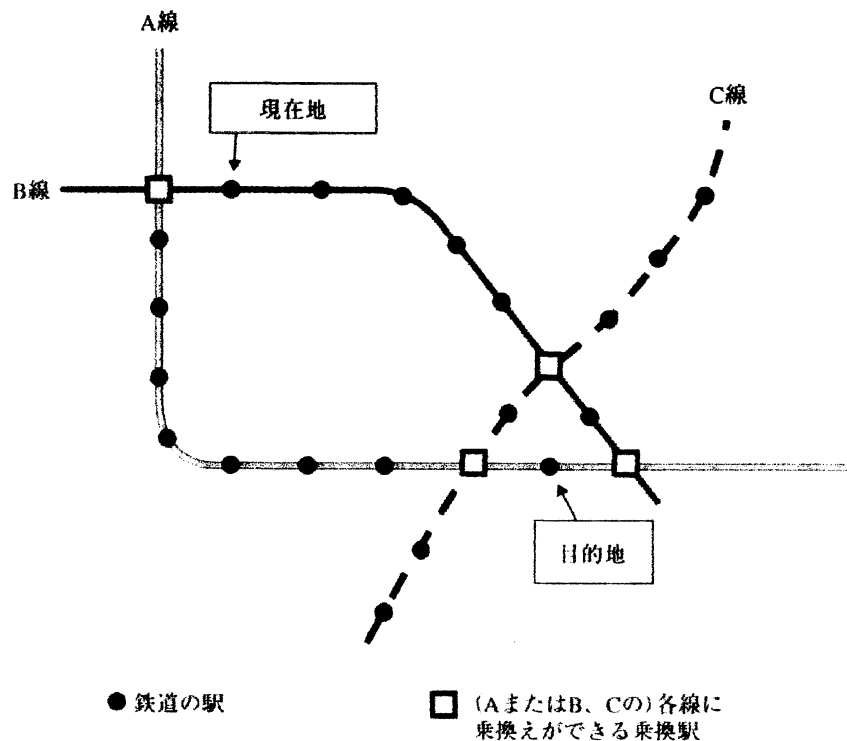 A線
現在地
C線
B線
目的地
鉄道の駅
(AまたはB、Cの)各線に
乗換えができる乗換駅